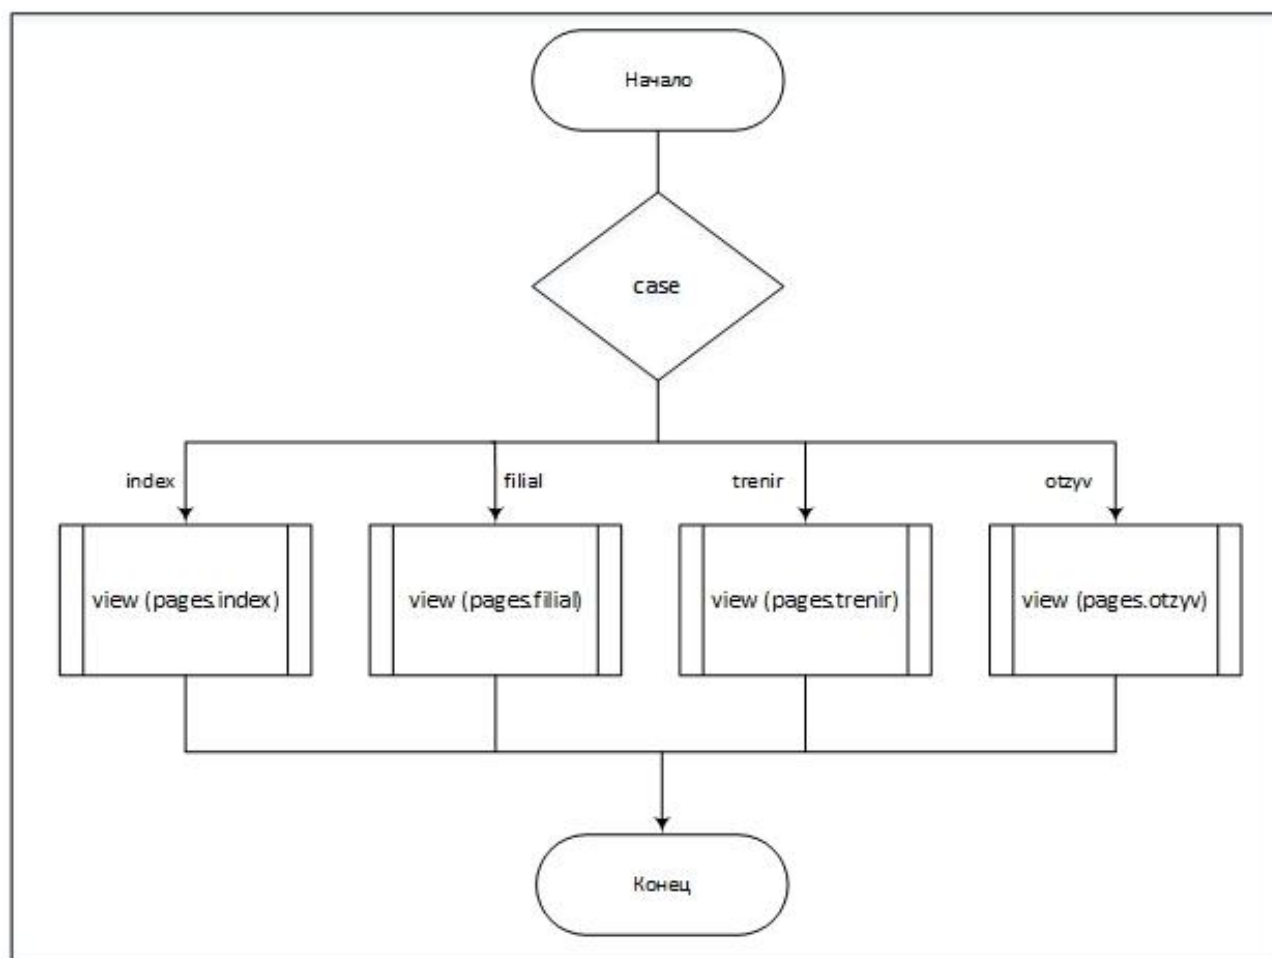 Начало
case
index
filial
trenir
otzyv
view (pages.index)
view (pages.filial)
view (pages.trenir)
view (pages.otzyv)
Конец